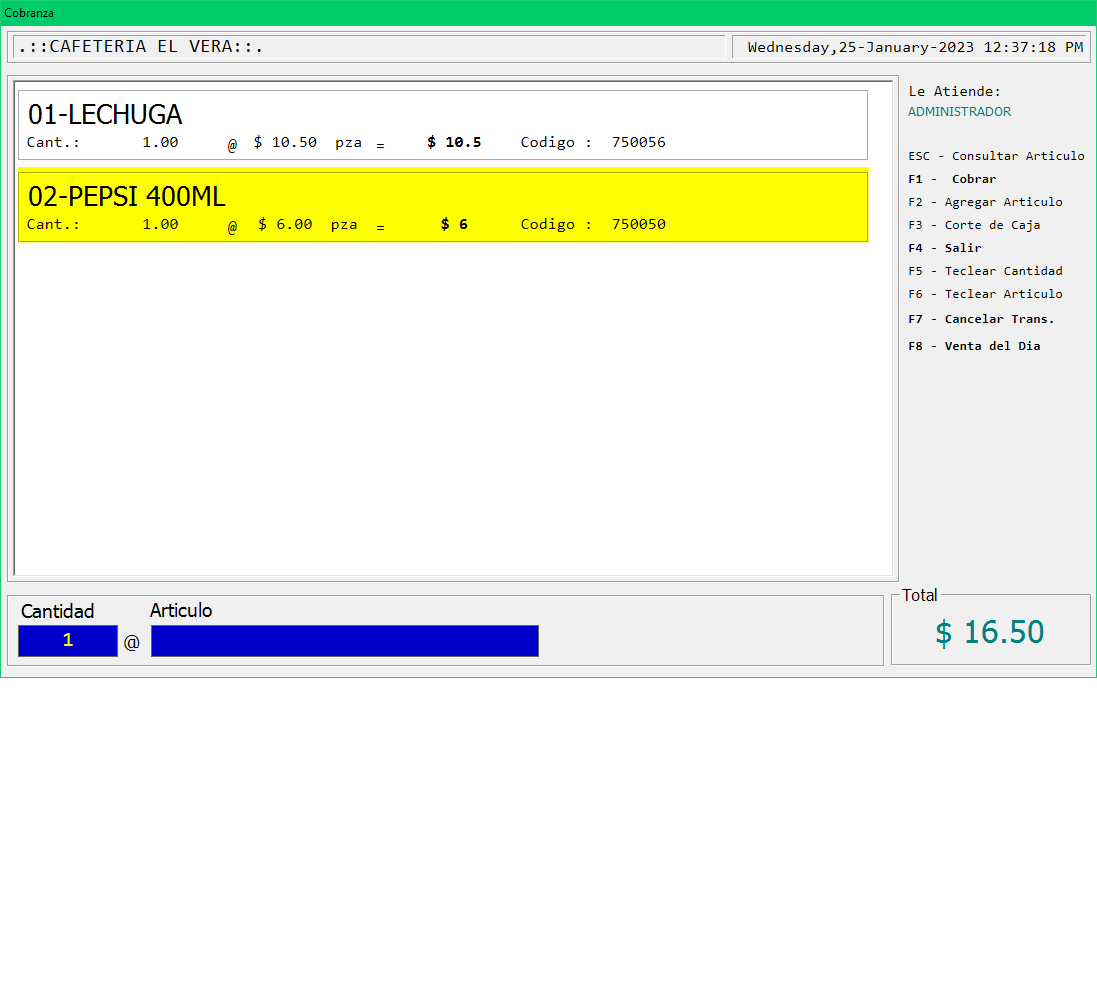 Cobranza
.::CAFETERIA EL VERA::.
Wednesday,25-January-2023 12:37:18 PM
01-LECHUGA
Cant.: 1.00 @ $ 10.50 pza = $ 10.5 Codigo : 750056
02-PEPSI 400ML
Cant.: 1.00 @ $ 6.00 pza = $ 6 Codigo : 750050
Le Atiende:
ADMINISTRADOR
ESC - Consultar Articulo
F1 - Cobrar
F2 - Agregar Articulo
F3 - Corte de Caja
F4 - Salir
F5 - Teclear Cantidad
F6 - Teclear Articulo
F7 - Cancelar Trans.
F8 - Venta del Dia
Cantidad Articulo
1 @
Total
$ 16.50